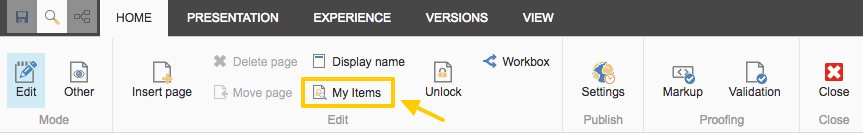 HOME PRESENTATION EXPERIENCE VERSIONS VIEW
Delete page Display name Workbox
Edit Other Insert page Move page My Items Unlock Settings Markup Validation Close
Mode Edit Publish Proofing Close